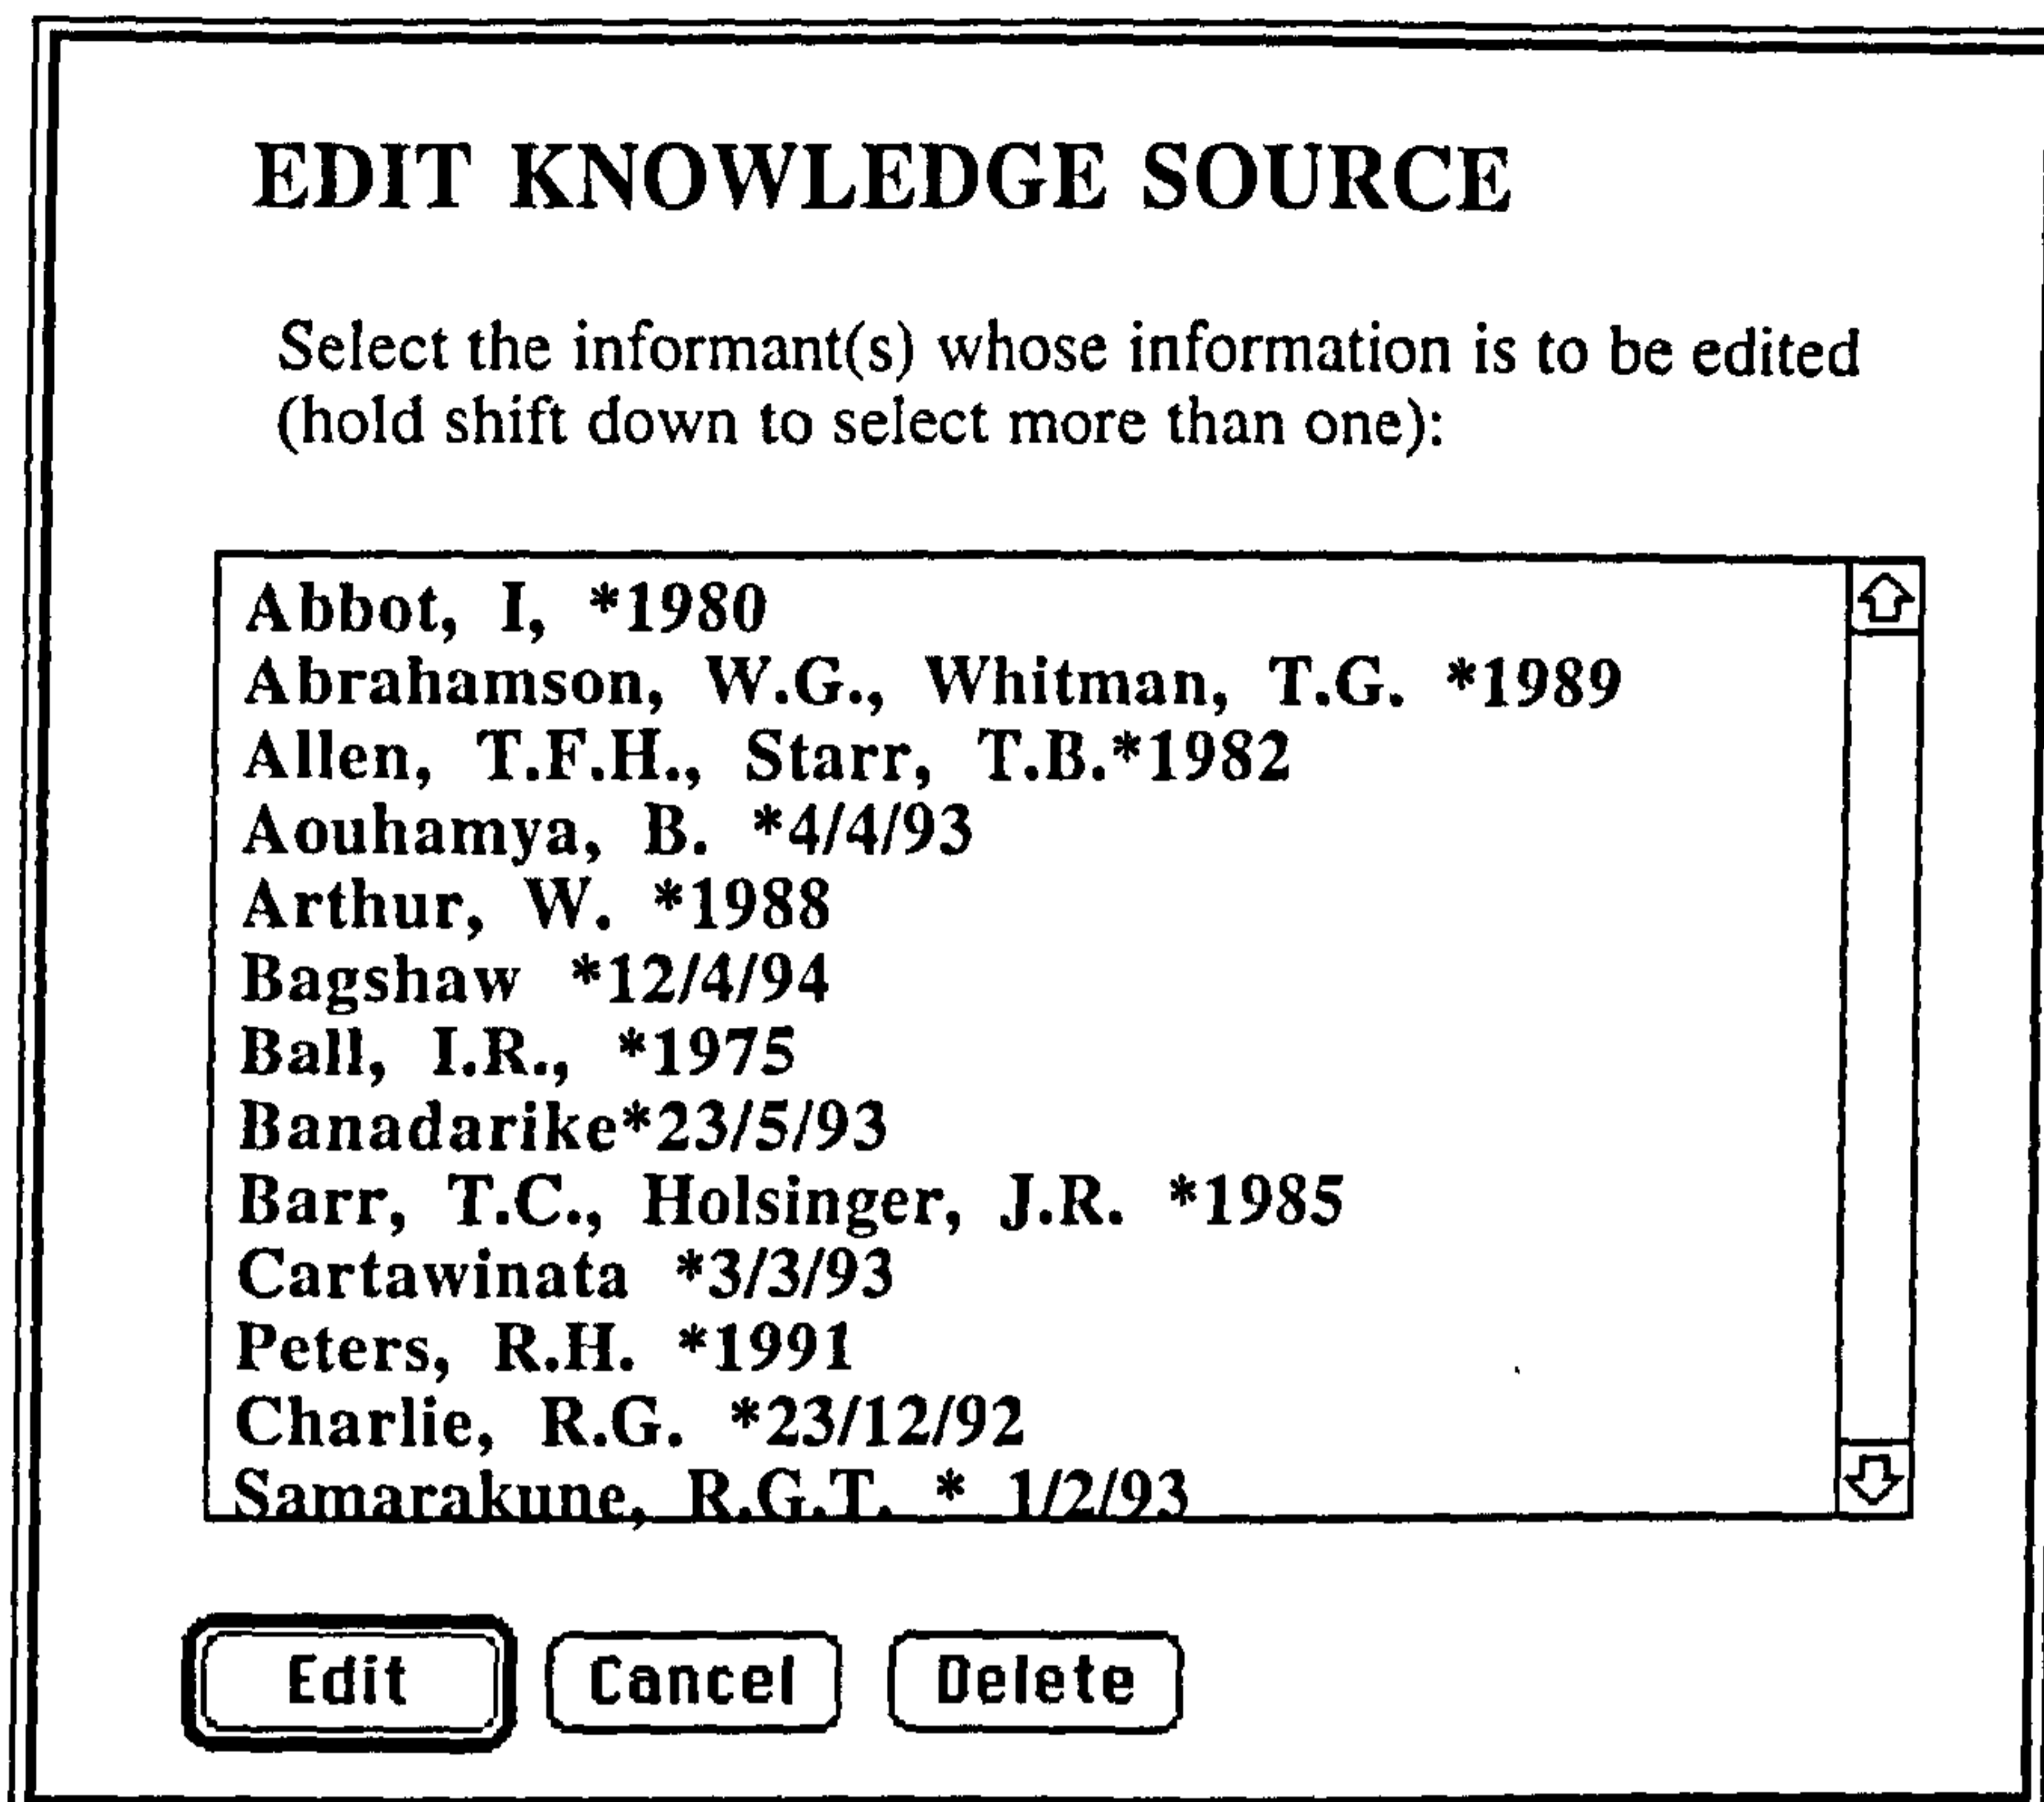 EDIT KNOWLEDGE SOURCE
Select the informant(s) whose information is to be edited
(hold shift down to select more than one):
Abbot, I, *1980
Abrahamson, W.G., Whitman, T.G. *1989
Allen, T.F.H., Starr, T.B.*1982
Aouhamya, B. *4/4/93
Arthur, W. *1988
Bagshaw *12/4/94
Ball, I.R., *1975
Banadarike*23/5/93
Barr, T.C., Holsinger, J.R. *1985
Cartawinata *3/3/93
Peters, R.H. *1991
Charlie, R.G. *23/12/92
Samarakune, R.G.T. * 1/2/93
Edit Cancel Delete